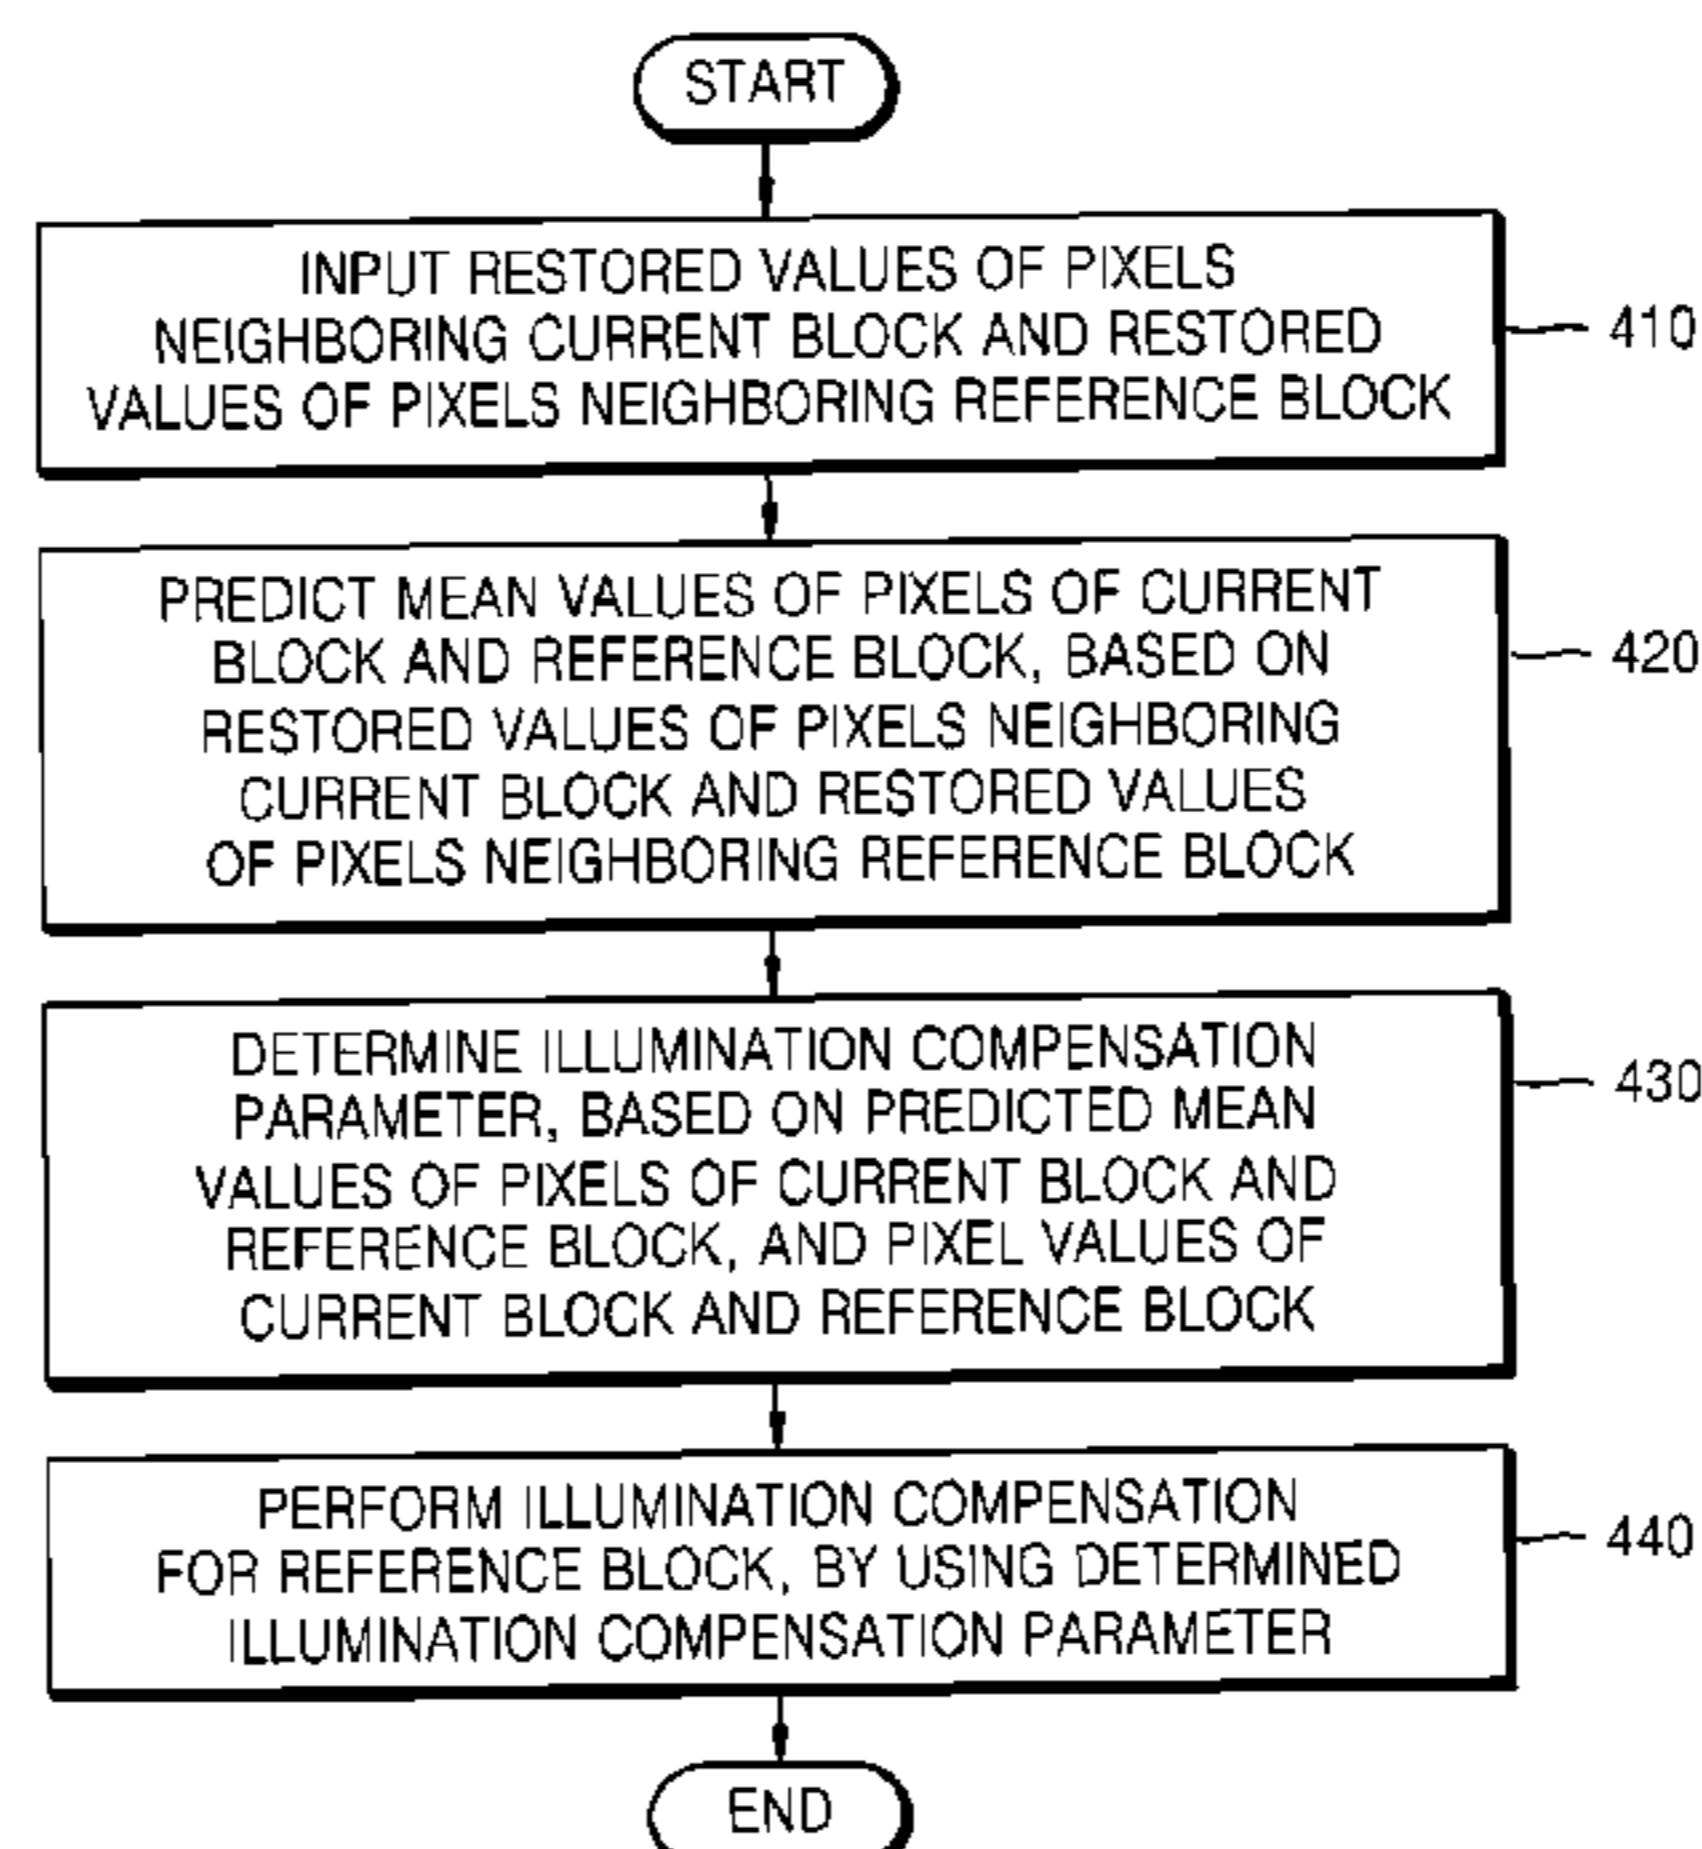 START
INPUT RESTORED VALUES OF PIXELS
NEIGHBORING CURRENT BLOCK AND RESTORED
VALUES OF PIXELS NEIGHBORING REFERENCE BLOCK
410
PREDICT MEAN VALUES OF PIXELS OF CURRENT
BLOCK AND REFERENCE BLOCK, BASED ON
RESTORED VALUES OF PIXELS NEIGHBORING
CURRENT BLOCK AND RESTORED VALUES
OF PIXELS NEIGHBORING REFERENCE BLOCK
420
DETERMINE ILLUMINATION COMPENSATION
PARAMETER, BASED ON PREDICTED MEAN
VALUES OF PIXELS OF CURRENT BLOCK AND
REFERENCE BLOCK, AND PIXEL VALUES OF
CURRENT BLOCK AND REFERENCE BLOCK
430
PERFORM ILLUMINATION COMPENSATION
FOR REFERENCE BLOCK, BY USING DETERMINED
ILLUMINATION COMPENSATION PARAMETER
440
END